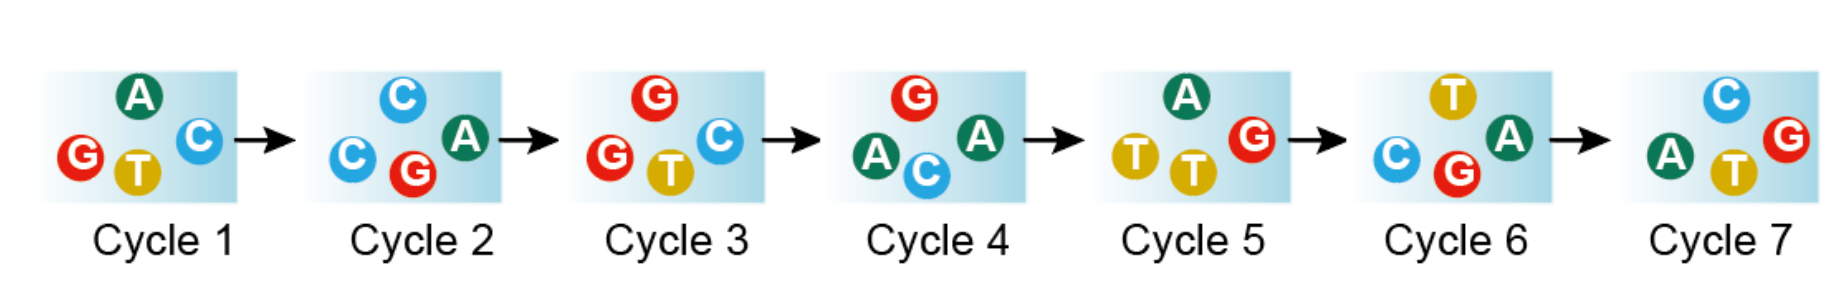 A C G T
C A C G
G C G T
G A A C
A G T T
T A C G
C G A T
Cycle 1 Cycle 2 Cycle 3 Cycle 4 Cycle 5 Cycle 6 Cycle 7